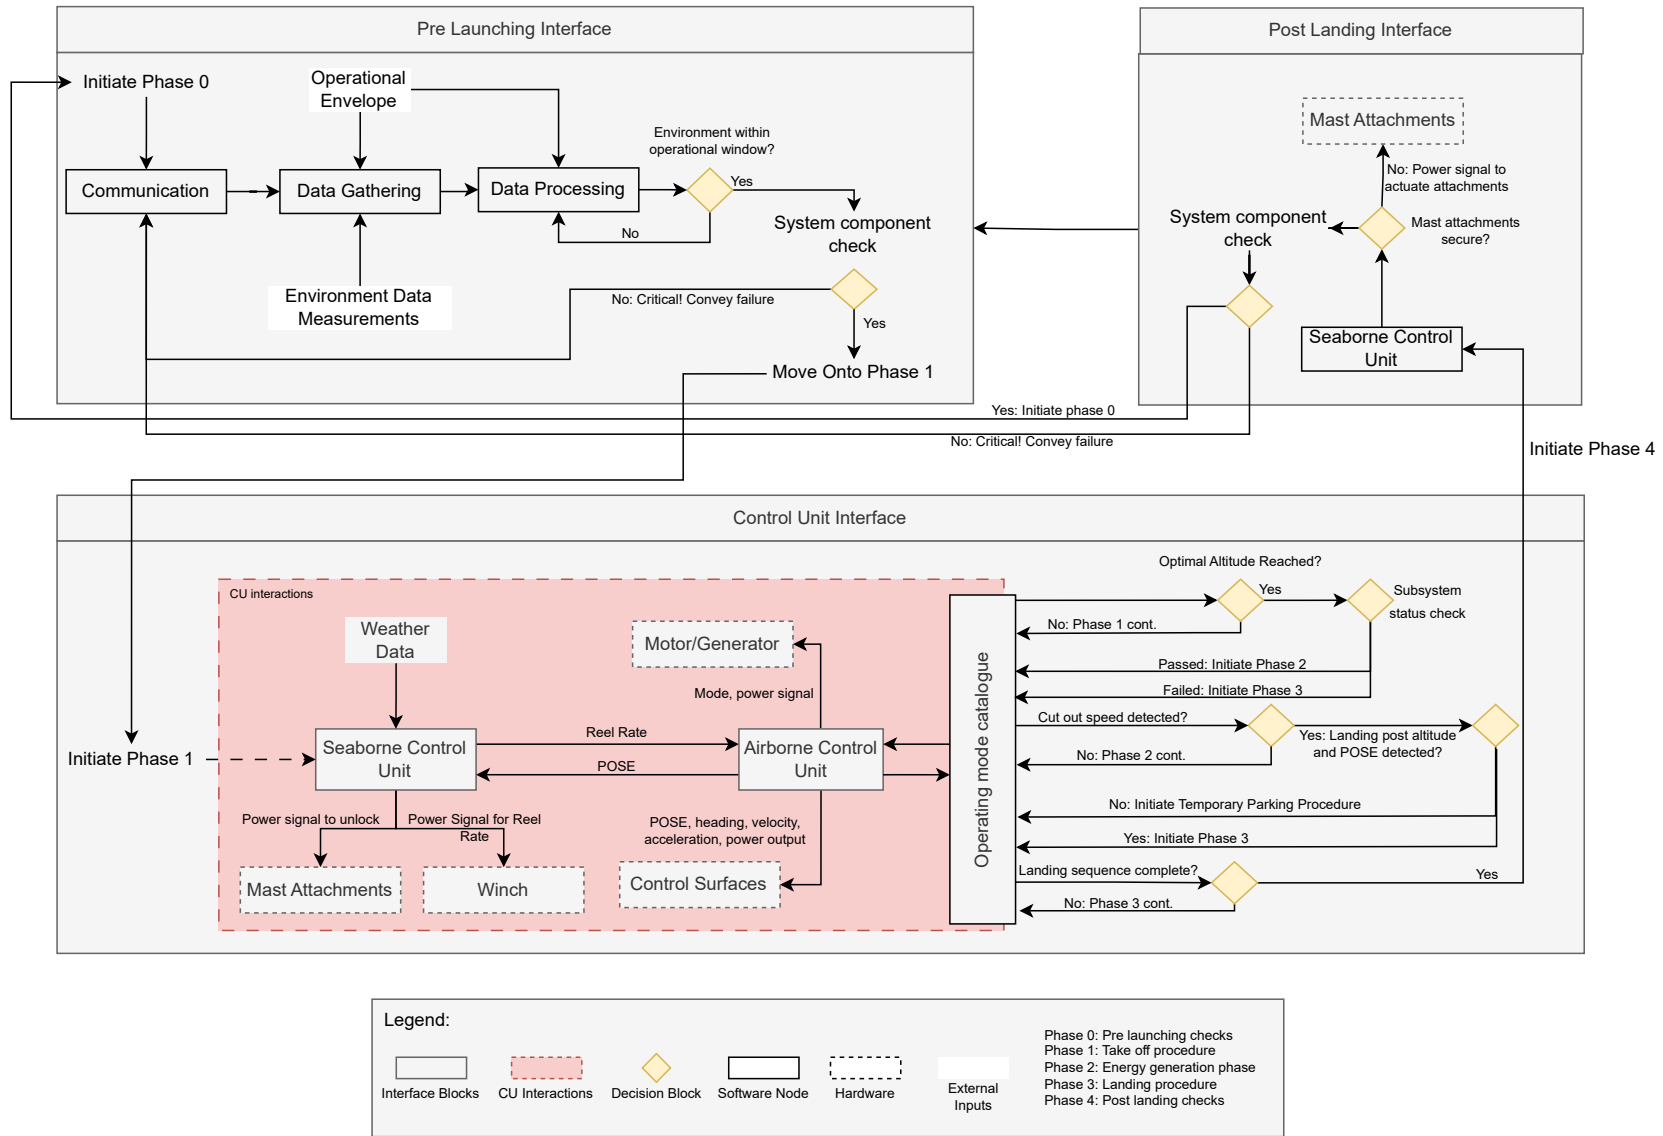 Pre Launching Interface
Initiate Phase 0
Operational
Envelope
Environment within
operational window?
Communication
Data Gathering
Data Processing
Yes
No
System component
check
Environment Data
Measurements
No: Critical! Convey failure
Yes
Move Onto Phase 1
Post Landing Interface
Mast Attachments
No: Power signal to
actuate attachments
System component
check
Mast attachments
secure?
Seaborne Control
Unit
Yes: Initiate phase 0
No: Critical! Convey failure
Initiate Phase 4
Control Unit Interface
CU interactions
Weather
Data
Motor/Generator
Mode, power signal
Initiate Phase 1
Seaborne Control
Unit
Reel Rate
POSE
Airborne Control
Unit
Power signal to unlock
Power Signal for Reel
Rate
POSE, heading, velocity,
acceleration, power output
Mast Attachments
Winch
Control Surfaces
Operating mode catalogue
Optimal Altitude Reached?
Yes
Subsystem
status check
No: Phase 1 cont.
Passed: Initiate Phase 2
Failed: Initiate Phase 3
Cut out speed detected?
Yes: Landing post altitude
and POSE detected?
No: Phase 2 cont.
No: Initiate Temporary Parking Procedure
Yes: Initiate Phase 3
Landing sequence complete?
Yes
No: Phase 3 cont.
Legend:
Interface Blocks
CU Interactions
Decision Block
Software Node
Hardware
External
Inputs
Phase 0: Pre launching checks
Phase 1: Take off procedure
Phase 2: Energy generation phase
Phase 3: Landing procedure
Phase 4: Post landing checks